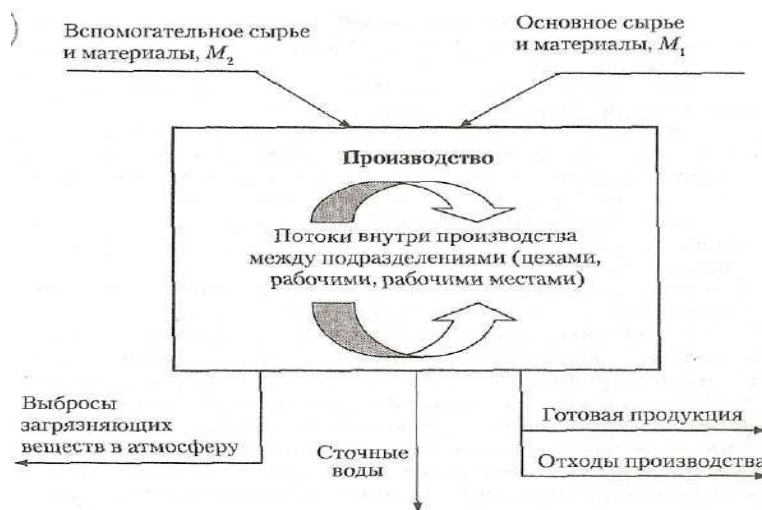 )
Вспомогательное сырье
и материалы, M₂
Основное сырье
и материалы, M₁
Производство
Потоки внутри производства
между подразделениями (цехами,
рабочими, рабочими местами)
Выбросы
загрязняющих
веществ в атмосферу
Сточные
воды
Готовая продукция
Отходы производства